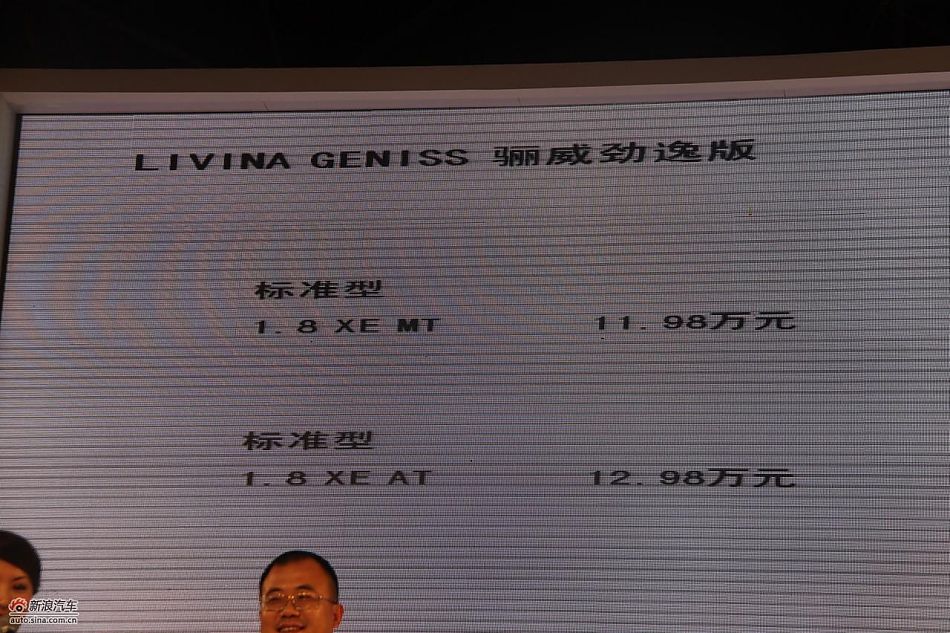 LIVINA GENISS 骊威劲逸版
标准型
1.8 XE MT 11.98万元
标准型
1.8 XE AT 12.98万元
新浪汽车
auto.sina.com.cn